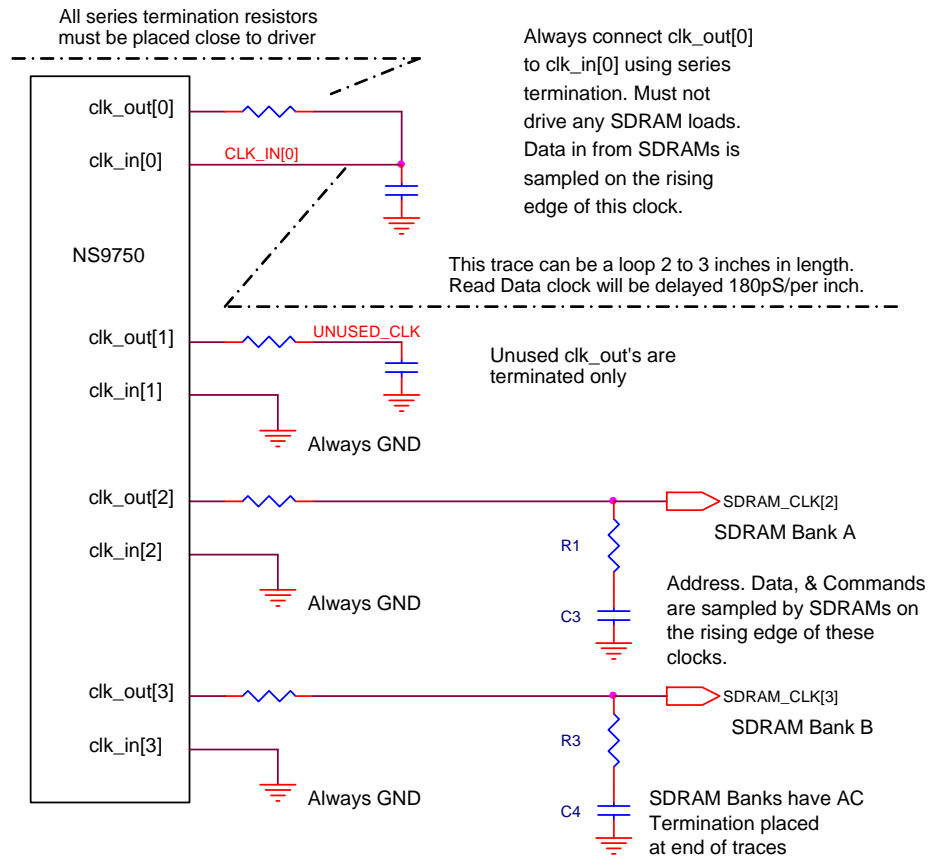 All series termination resistors
must be placed close to driver
Always connect clk_out[0]
to clk_in[0] using series
termination. Must not
drive any SDRAM loads.
Data in from SDRAMs is
sampled on the rising
edge of this clock.
clk_out[0]
clk_in[0]
CLK_IN[0]
NS9750
This trace can be a loop 2 to 3 inches in length.
Read Data clock will be delayed 180pS/per inch.
clk_out[1]
UNUSED_CLK
Unused clk_out's are
terminated only
clk_in[1]
Always GND
clk_out[2]
SDRAM_CLK[2]
SDRAM Bank A
R1
clk_in[2]
Always GND
C3
Address. Data, & Commands
are sampled by SDRAMs on
the rising edge of these
clocks.
clk_out[3]
SDRAM_CLK[3]
SDRAM Bank B
R3
clk_in[3]
Always GND
C4
SDRAM Banks have AC
Termination placed
at end of traces